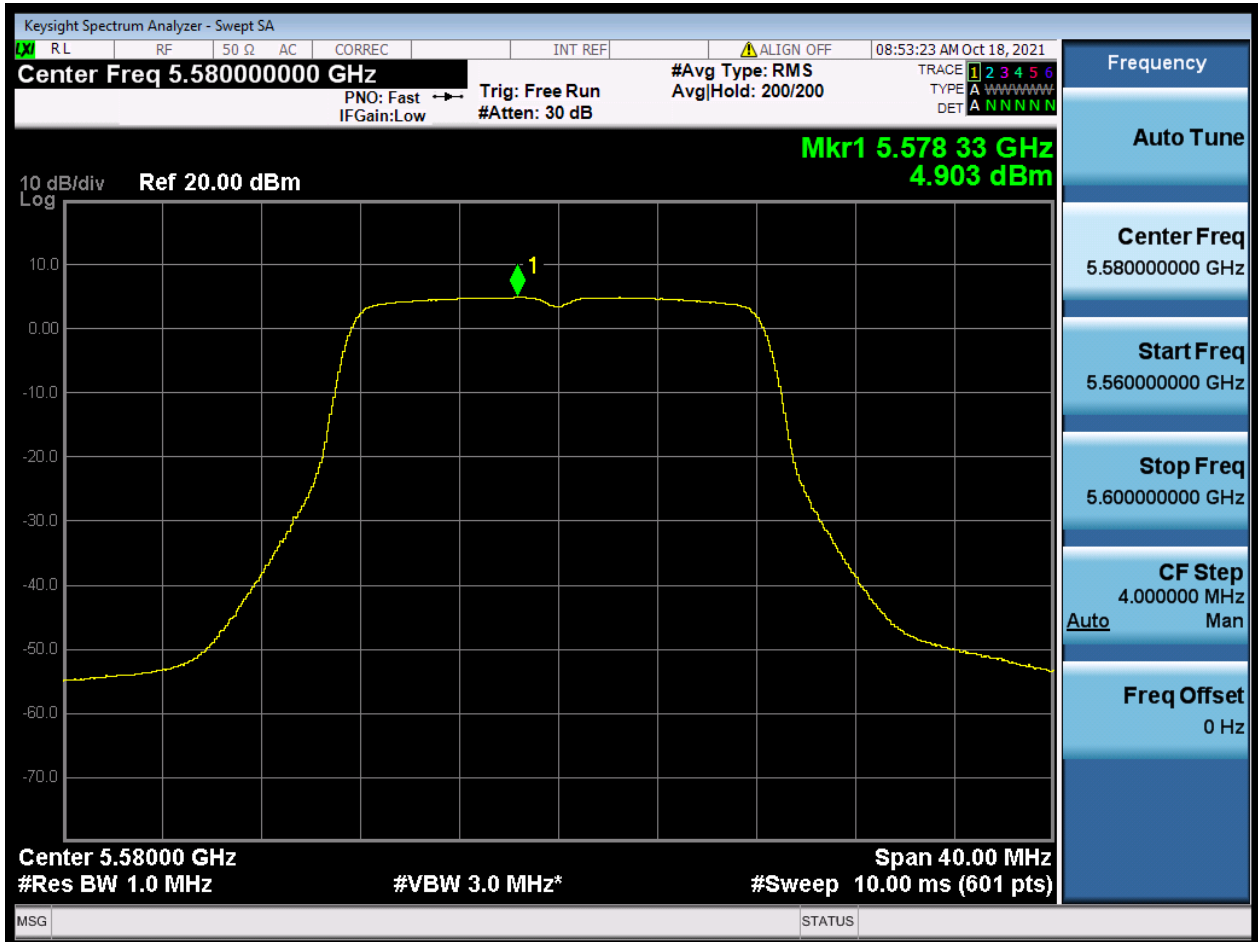 Keysight Spectrum Analyzer - Swept SA
LXI RL RF 50 Ω AC CORREC INT REF ALIGN OFF 08:53:23 AM Oct 18, 2021
Center Freq 5.580000000 GHz
PNO: Fast
IFGain:Low
Trig: Free Run
#Atten: 30 dB
#Avg Type: RMS
Avg|Hold: 200/200
TRACE 1 2 3 4 5 6
TYPE A WWWWW
DET A N N N N N
Mkr1 5.578 33 GHz
4.903 dBm
10 dB/div Ref 20.00 dBm
Log
10.0
1
0.00
-10.0
-20.0
-30.0
-40.0
-50.0
-60.0
-70.0
Center 5.58000 GHz Span 40.00 MHz
#Res BW 1.0 MHz #VBW 3.0 MHz* #Sweep 10.00 ms (601 pts)
MSG STATUS
Frequency
Auto Tune
Center Freq
5.580000000 GHz
Start Freq
5.560000000 GHz
Stop Freq
5.600000000 GHz
CF Step
4.000000 MHz
Auto Man
Freq Offset
0 Hz